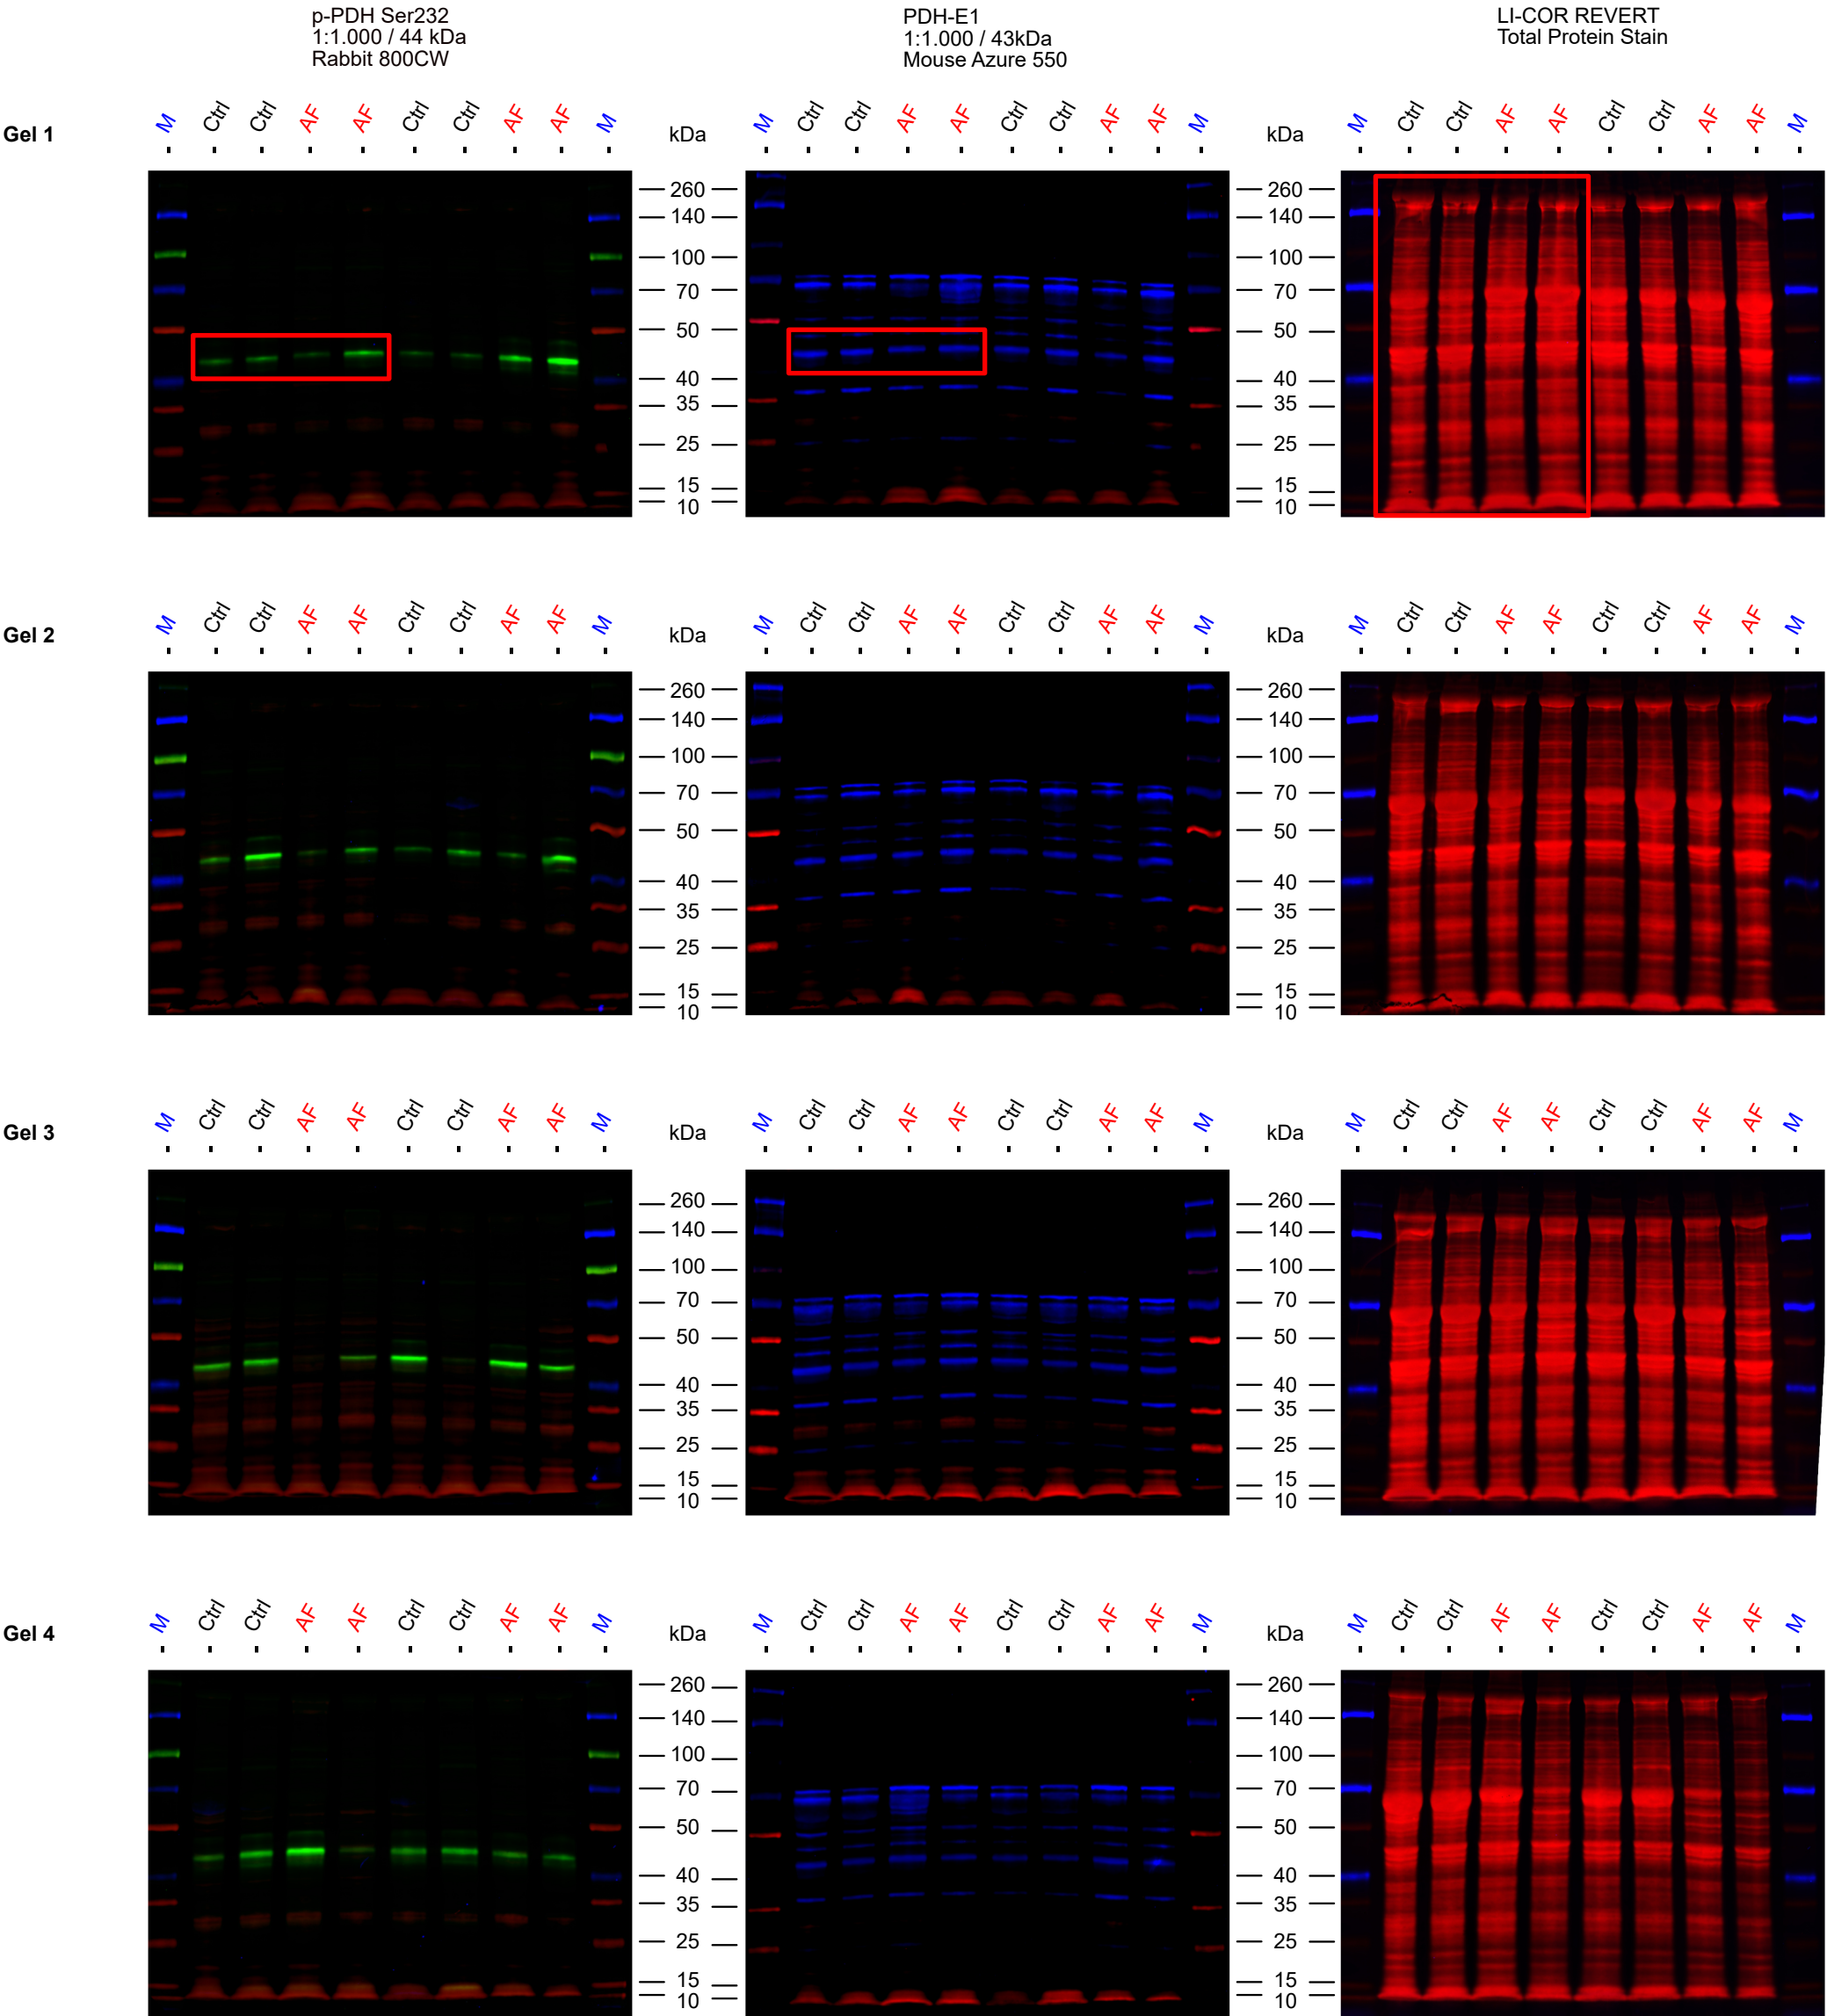 p-PDH Ser232
1:1.000 / 44 kDa
Rabbit 800CW
PDH-E1
1:1.000 / 43kDa
Mouse Azure 550
LI-COR REVERT
Total Protein Stain
Gel 1
M Ctrl Ctrl AF AF Ctrl Ctrl AF AF M kDa M Ctrl Ctrl AF AF Ctrl Ctrl AF AF M kDa M Ctrl Ctrl AF AF Ctrl Ctrl AF AF M
260 260
140 140
100 100
70 70
50 50
40 40
35 35
25 25
15 15
10 10
Gel 2
M Ctrl Ctrl AF AF Ctrl Ctrl AF AF M kDa M Ctrl Ctrl AF AF Ctrl Ctrl AF AF M kDa M Ctrl Ctrl AF AF Ctrl Ctrl AF AF M
260 260
140 140
100 100
70 70
50 50
40 40
35 35
25 25
15 15
10 10
Gel 3
M Ctrl Ctrl AF AF Ctrl Ctrl AF AF M kDa M Ctrl Ctrl AF AF Ctrl Ctrl AF AF M kDa M Ctrl Ctrl AF AF Ctrl Ctrl AF AF M
260 260
140 140
100 100
70 70
50 50
40 40
35 35
25 25
15 15
10 10
Gel 4
M Ctrl Ctrl AF AF Ctrl Ctrl AF AF M kDa M Ctrl Ctrl AF AF Ctrl Ctrl AF AF M kDa M Ctrl Ctrl AF AF Ctrl Ctrl AF AF M
260 260
140 140
100 100
70 70
50 50
40 40
35 35
25 25
15 15
10 10